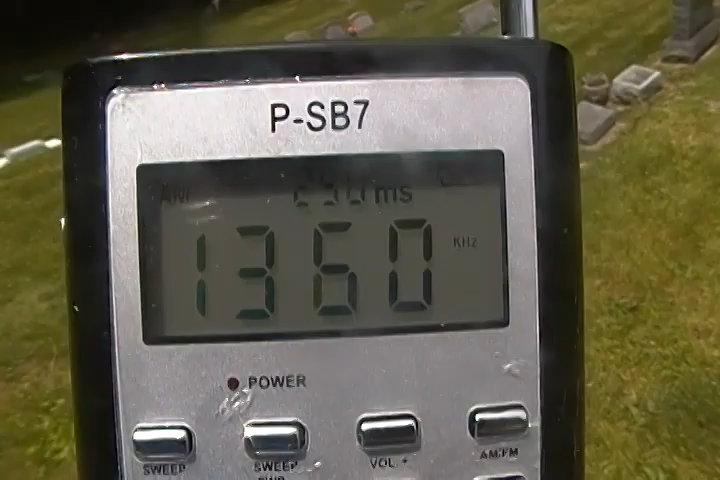 P-SB7
AM ms
1360 KHz
POWER
SWEEP SWEEP VOL. + AM/FM